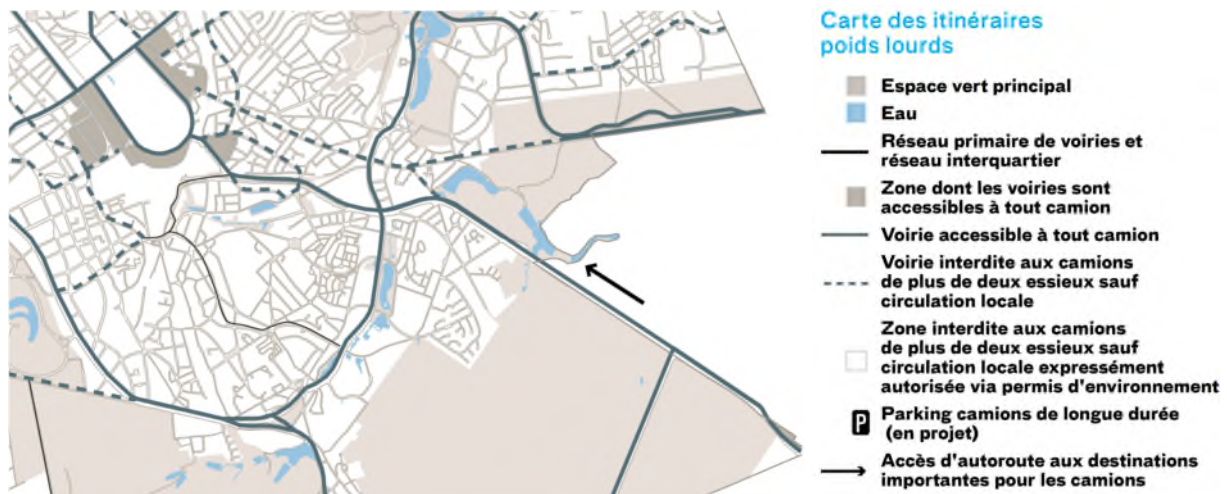 Carte des itinéraires
poids lourds
Espace vert principal
Eau
Réseau primaire de voiries et
réseau interquartier
Zone dont les voiries sont
accessibles à tout camion
Voirie accessible à tout camion
Voirie interdite aux camions
de plus de deux essieux sauf
circulation locale
Zone interdite aux camions
de plus de deux essieux sauf
circulation locale expressément
autorisée via permis d'environnement
P
Parking camions de longue durée
(en projet)
Accès d'autoroute aux destinations
importantes pour les camions